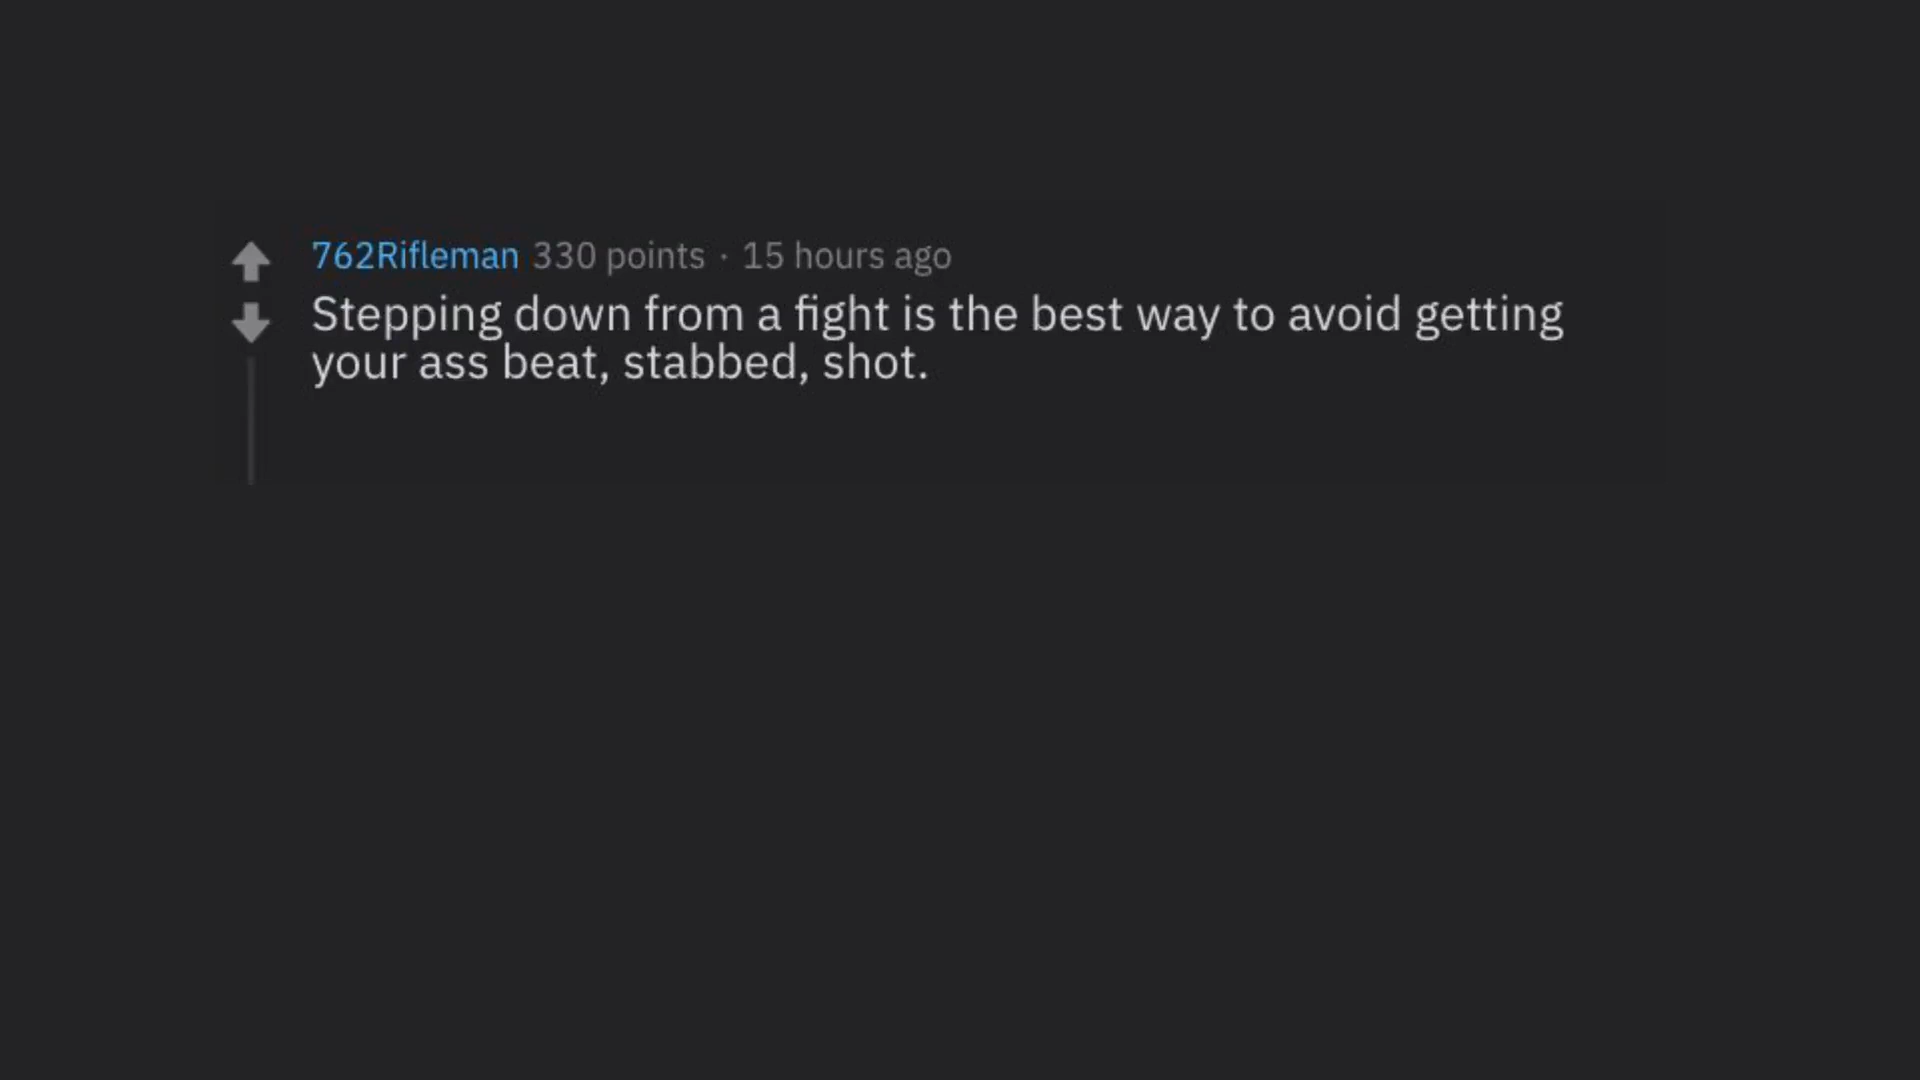 762Rifleman 330 points · 15 hours ago
Stepping down from a fight is the best way to avoid getting
your ass beat, stabbed, shot.